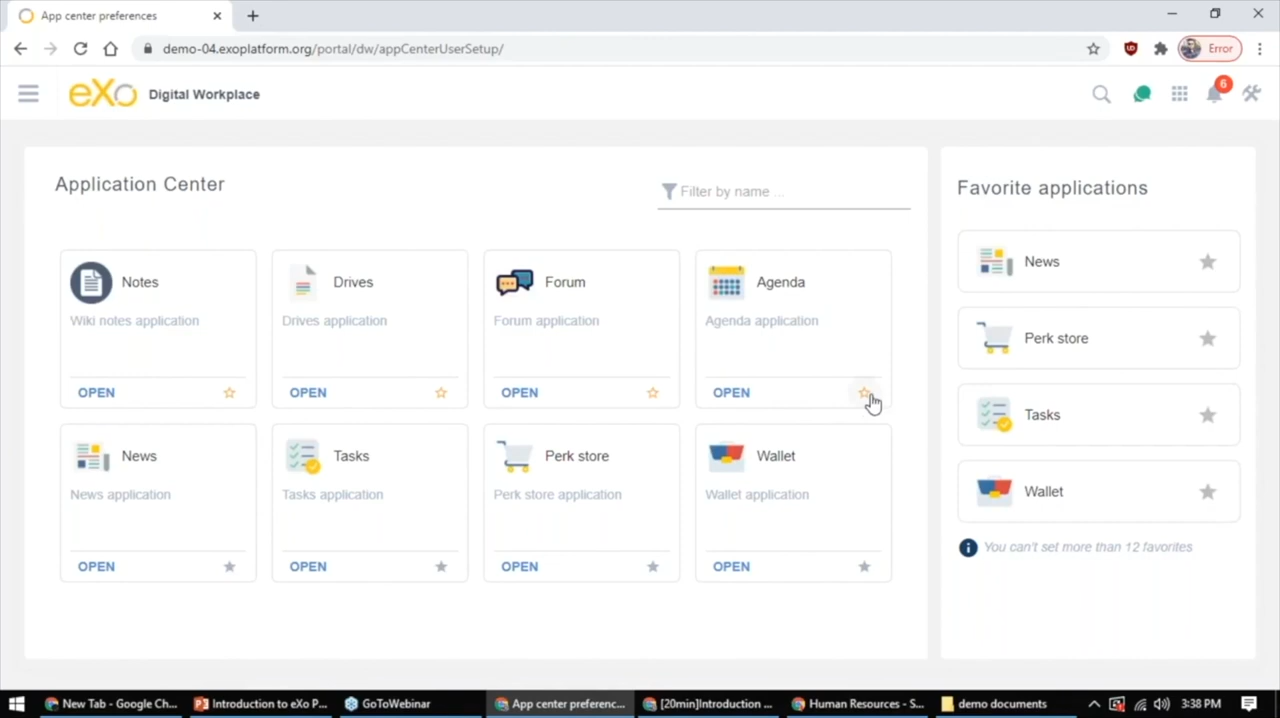 App center preferences
demo-04.exoplatform.org/portal/dw/appCenterUserSetup/
Error
eXo Digital Workplace
6
Application Center
Filter by name ...
Notes
Wiki notes application
OPEN
Drives
Drives application
OPEN
Forum
Forum application
OPEN
Agenda
Agenda application
OPEN
News
News application
OPEN
Tasks
Tasks application
OPEN
Perk store
Perk store application
OPEN
Wallet
Wallet application
OPEN
Favorite applications
News
Perk store
Tasks
Wallet
You can't set more than 12 favorites
New Tab - Google Ch...
Introduction to eXo P...
GoToWebinar
App center preferenc...
[20min]Introduction ...
Human Resources - S...
demo documents
3:38 PM